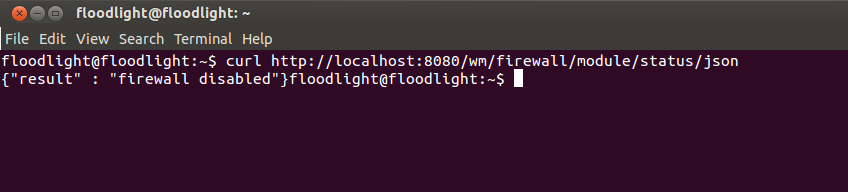 floodlight@floodlight: ~
File Edit View Search Terminal Help
floodlight@floodlight:~$ curl http://localhost:8080/wm/firewall/module/status/json
{"result" : "firewall disabled"}floodlight@floodlight:~$